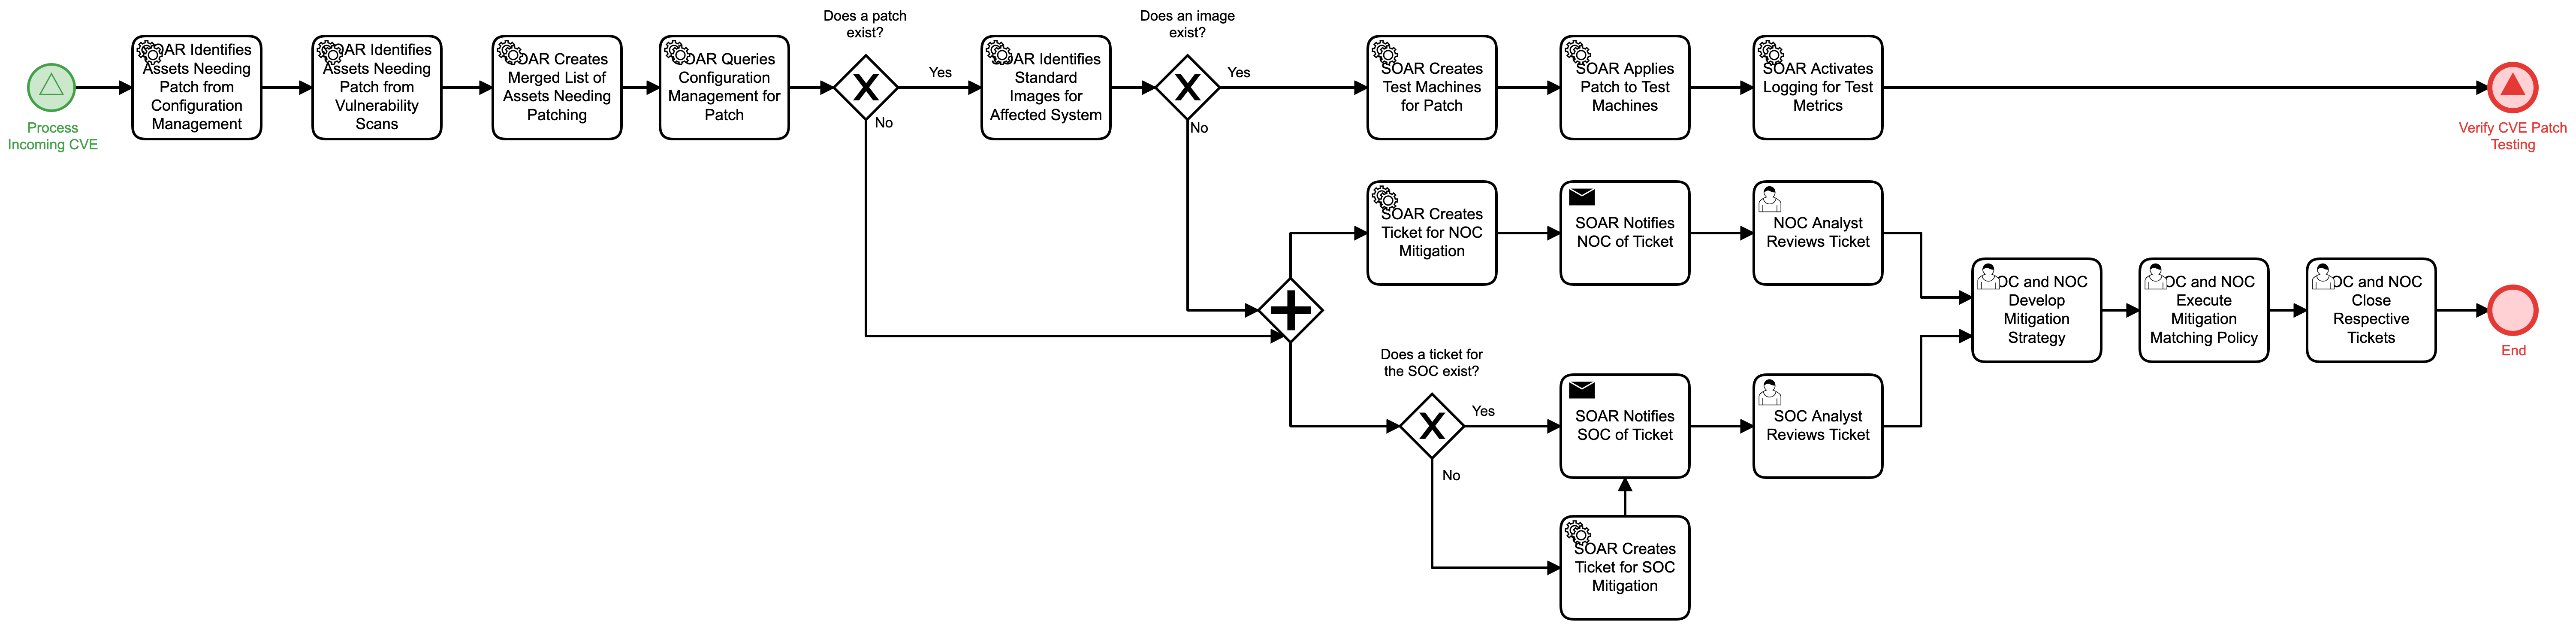 Process
Incoming CVE
SOAR Identifies
Assets Needing
Patch from
Configuration
Management
SOAR Identifies
Assets Needing
Patch from
Vulnerability
Scans
SOAR Creates
Merged List of
Assets Needing
Patching
SOAR Queries
Configuration
Management for
Patch
Does a patch
exist?
X
Yes
No
SOAR Identifies
Standard
Images for
Affected System
Does an image
exist?
X
Yes
No
SOAR Creates
Test Machines
for Patch
SOAR Applies
Patch to Test
Machines
SOAR Activates
Logging for Test
Metrics
Verify CVE Patch
Testing
SOAR Creates
Ticket for NOC
Mitigation
SOAR Notifies
NOC of Ticket
NOC Analyst
Reviews Ticket
Does a ticket for
the SOC exist?
X
Yes
No
SOAR Notifies
SOC of Ticket
SOC Analyst
Reviews Ticket
SOAR Creates
Ticket for SOC
Mitigation
SOC and NOC
Develop
Mitigation
Strategy
SOC and NOC
Execute
Mitigation
Matching Policy
SOC and NOC
Close
Respective
Tickets
End